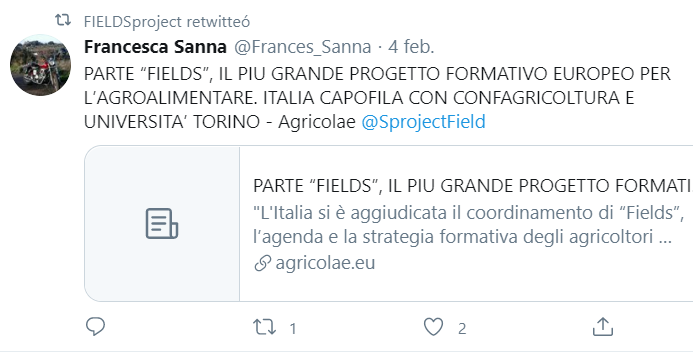 FIELDSproject retwitteó
Francesca Sanna @Frances_Sanna · 4 feb.
PARTE “FIELDS”, IL PIU GRANDE PROGETTO FORMATIVO EUROPEO PER
L’AGROALIMENTARE. ITALIA CAPOFILA CON CONFAGRICOLTURA E
UNIVERSITA’ TORINO - Agricolae @SprojectField
PARTE “FIELDS”, IL PIU GRANDE PROGETTO FORMATI
"L'Italia si è aggiudicata il coordinamento di “Fields”,
l’agenda e la strategia formativa degli agricoltori ...
agricolae.eu
1 2